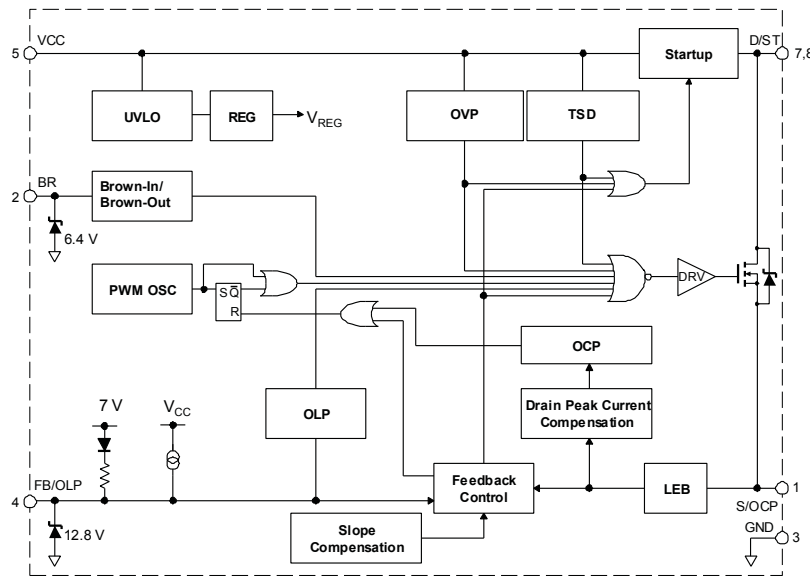 VCC
D/ST
5
7,8
Startup
UVLO
REG
VREG
OVP
TSD
BR
2
Brown-In/
Brown-Out
6.4 V
PWM OSC
S Q̅
R
DRV
OCP
7 V
VCC
OLP
Drain Peak Current
Compensation
FB/OLP
4
Feedback
Control
LEB
1
S/OCP
12.8 V
Slope
Compensation
GND
3